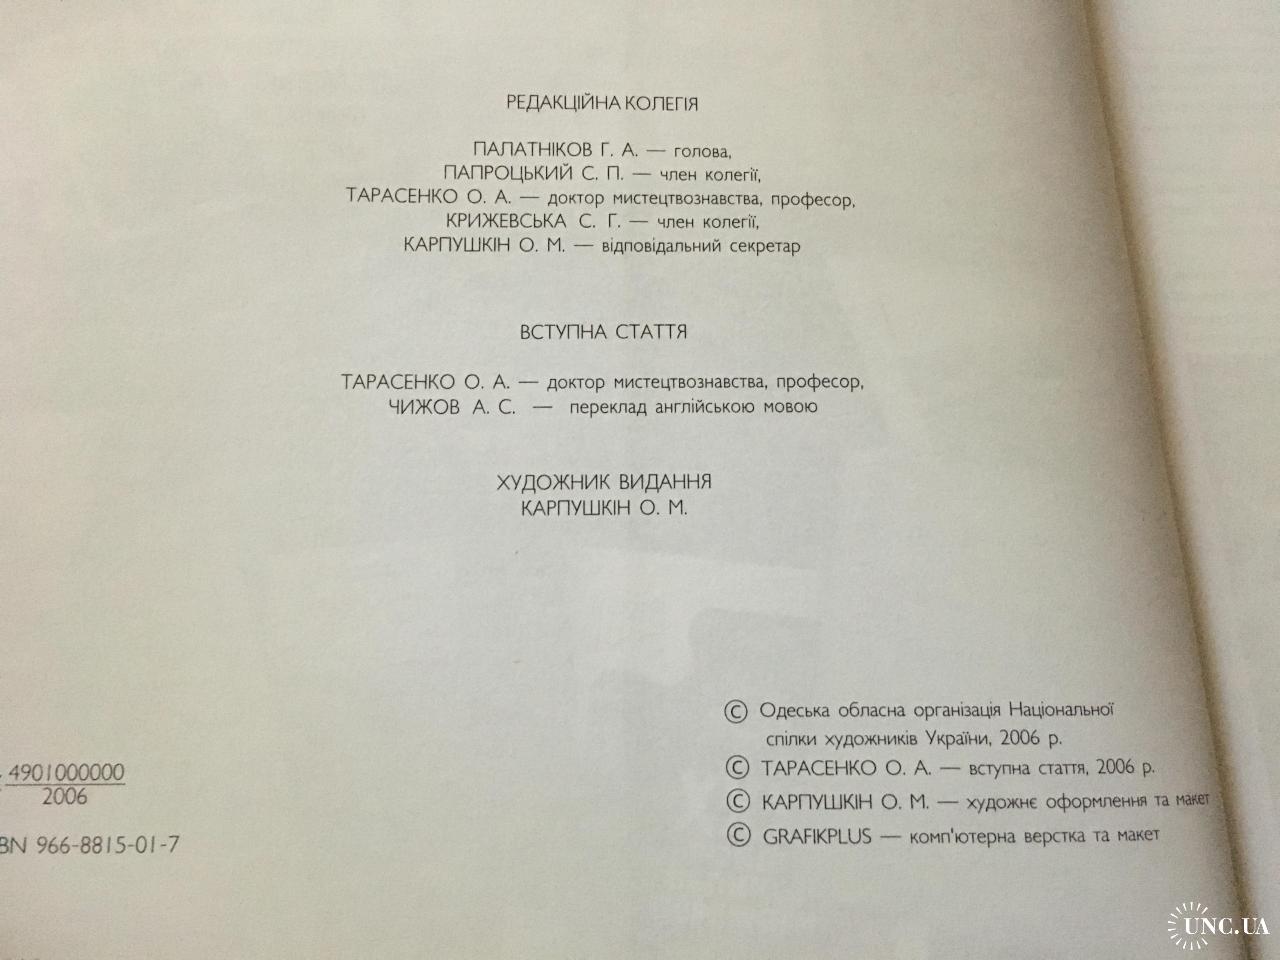 РЕДАКЦІЙНА КОЛЕГІЯ
ПАЛАТНІКОВ Г. А. — голова,
ПАПРОЦЬКИЙ С. П. — член колегії,
ТАРАСЕНКО О. А. — доктор мистецтвознавства, професор,
КРИЖЕВСЬКА С. Г. — член колегії,
КАРПУШКІН О. М. — відповідальний секретар
ВСТУПНА СТАТТЯ
ТАРАСЕНКО О. А. — доктор мистецтвознавства, професор,
ЧИЖОВ А. С. — переклад англійською мовою
ХУДОЖНИК ВИДАННЯ
КАРПУШКІН О. М.
4901000000
2006
BN 966-8815-01-7
© Одеська обласна організація Національної
спілки художників України, 2006 р.
© ТАРАСЕНКО О. А. — вступна стаття, 2006 р.
© КАРПУШКІН О. М. — художнє оформлення та макет
© GRAFIKPLUS — комп'ютерна верстка та макет
UNC.UA